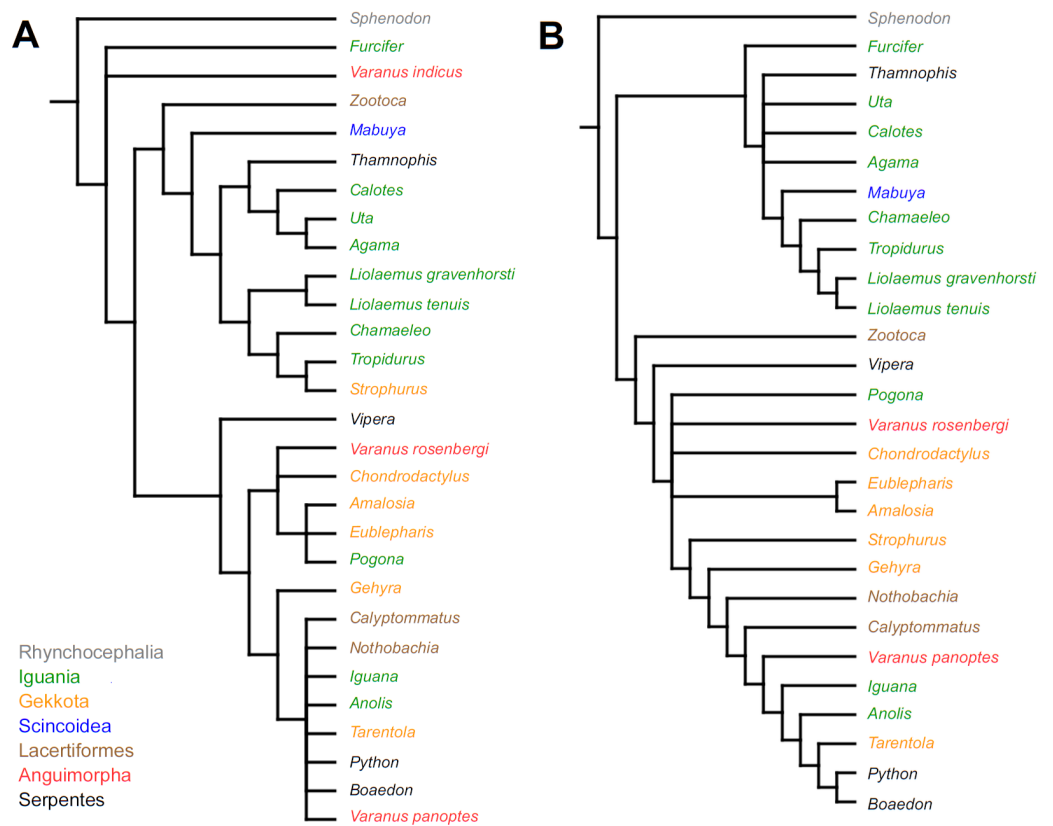 A
Sphenodon
Furcifer
Varanus indicus
Zootoca
Mabuya
Thamnophis
Calotes
Uta
Agama
Liolaemus gravenhorsti
Liolaemus tenuis
Chamaeleo
Tropidurus
Strophurus
Vipera
Varanus rosenbergi
Chondrodactylus
Amalosia
Eublepharis
Pogona
Gehyra
Calyptommatus
Nothobachia
Iguana
Anolis
Tarentola
Python
Boaedon
Varanus panoptes
Rhynchocephalia
Iguania
Gekkota
Scincoidea
Lacertiformes
Anguimorpha
Serpentes
B
Sphenodon
Furcifer
Thamnophis
Uta
Calotes
Agama
Mabuya
Chamaeleo
Tropidurus
Liolaemus gravenhorsti
Liolaemus tenuis
Zootoca
Vipera
Pogona
Varanus rosenbergi
Chondrodactylus
Eublepharis
Amalosia
Strophurus
Gehyra
Nothobachia
Calyptommatus
Varanus panoptes
Iguana
Anolis
Tarentola
Python
Boaedon